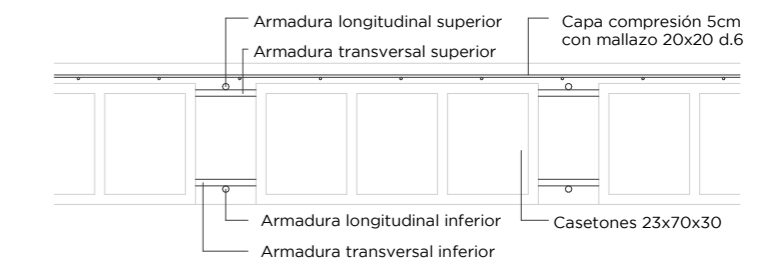 Armadura longitudinal superior
Armadura transversal superior
Capa compresión 5cm
con mallazo 20x20 d.6
Armadura longitudinal inferior
Armadura transversal inferior
Casetones 23x70x30